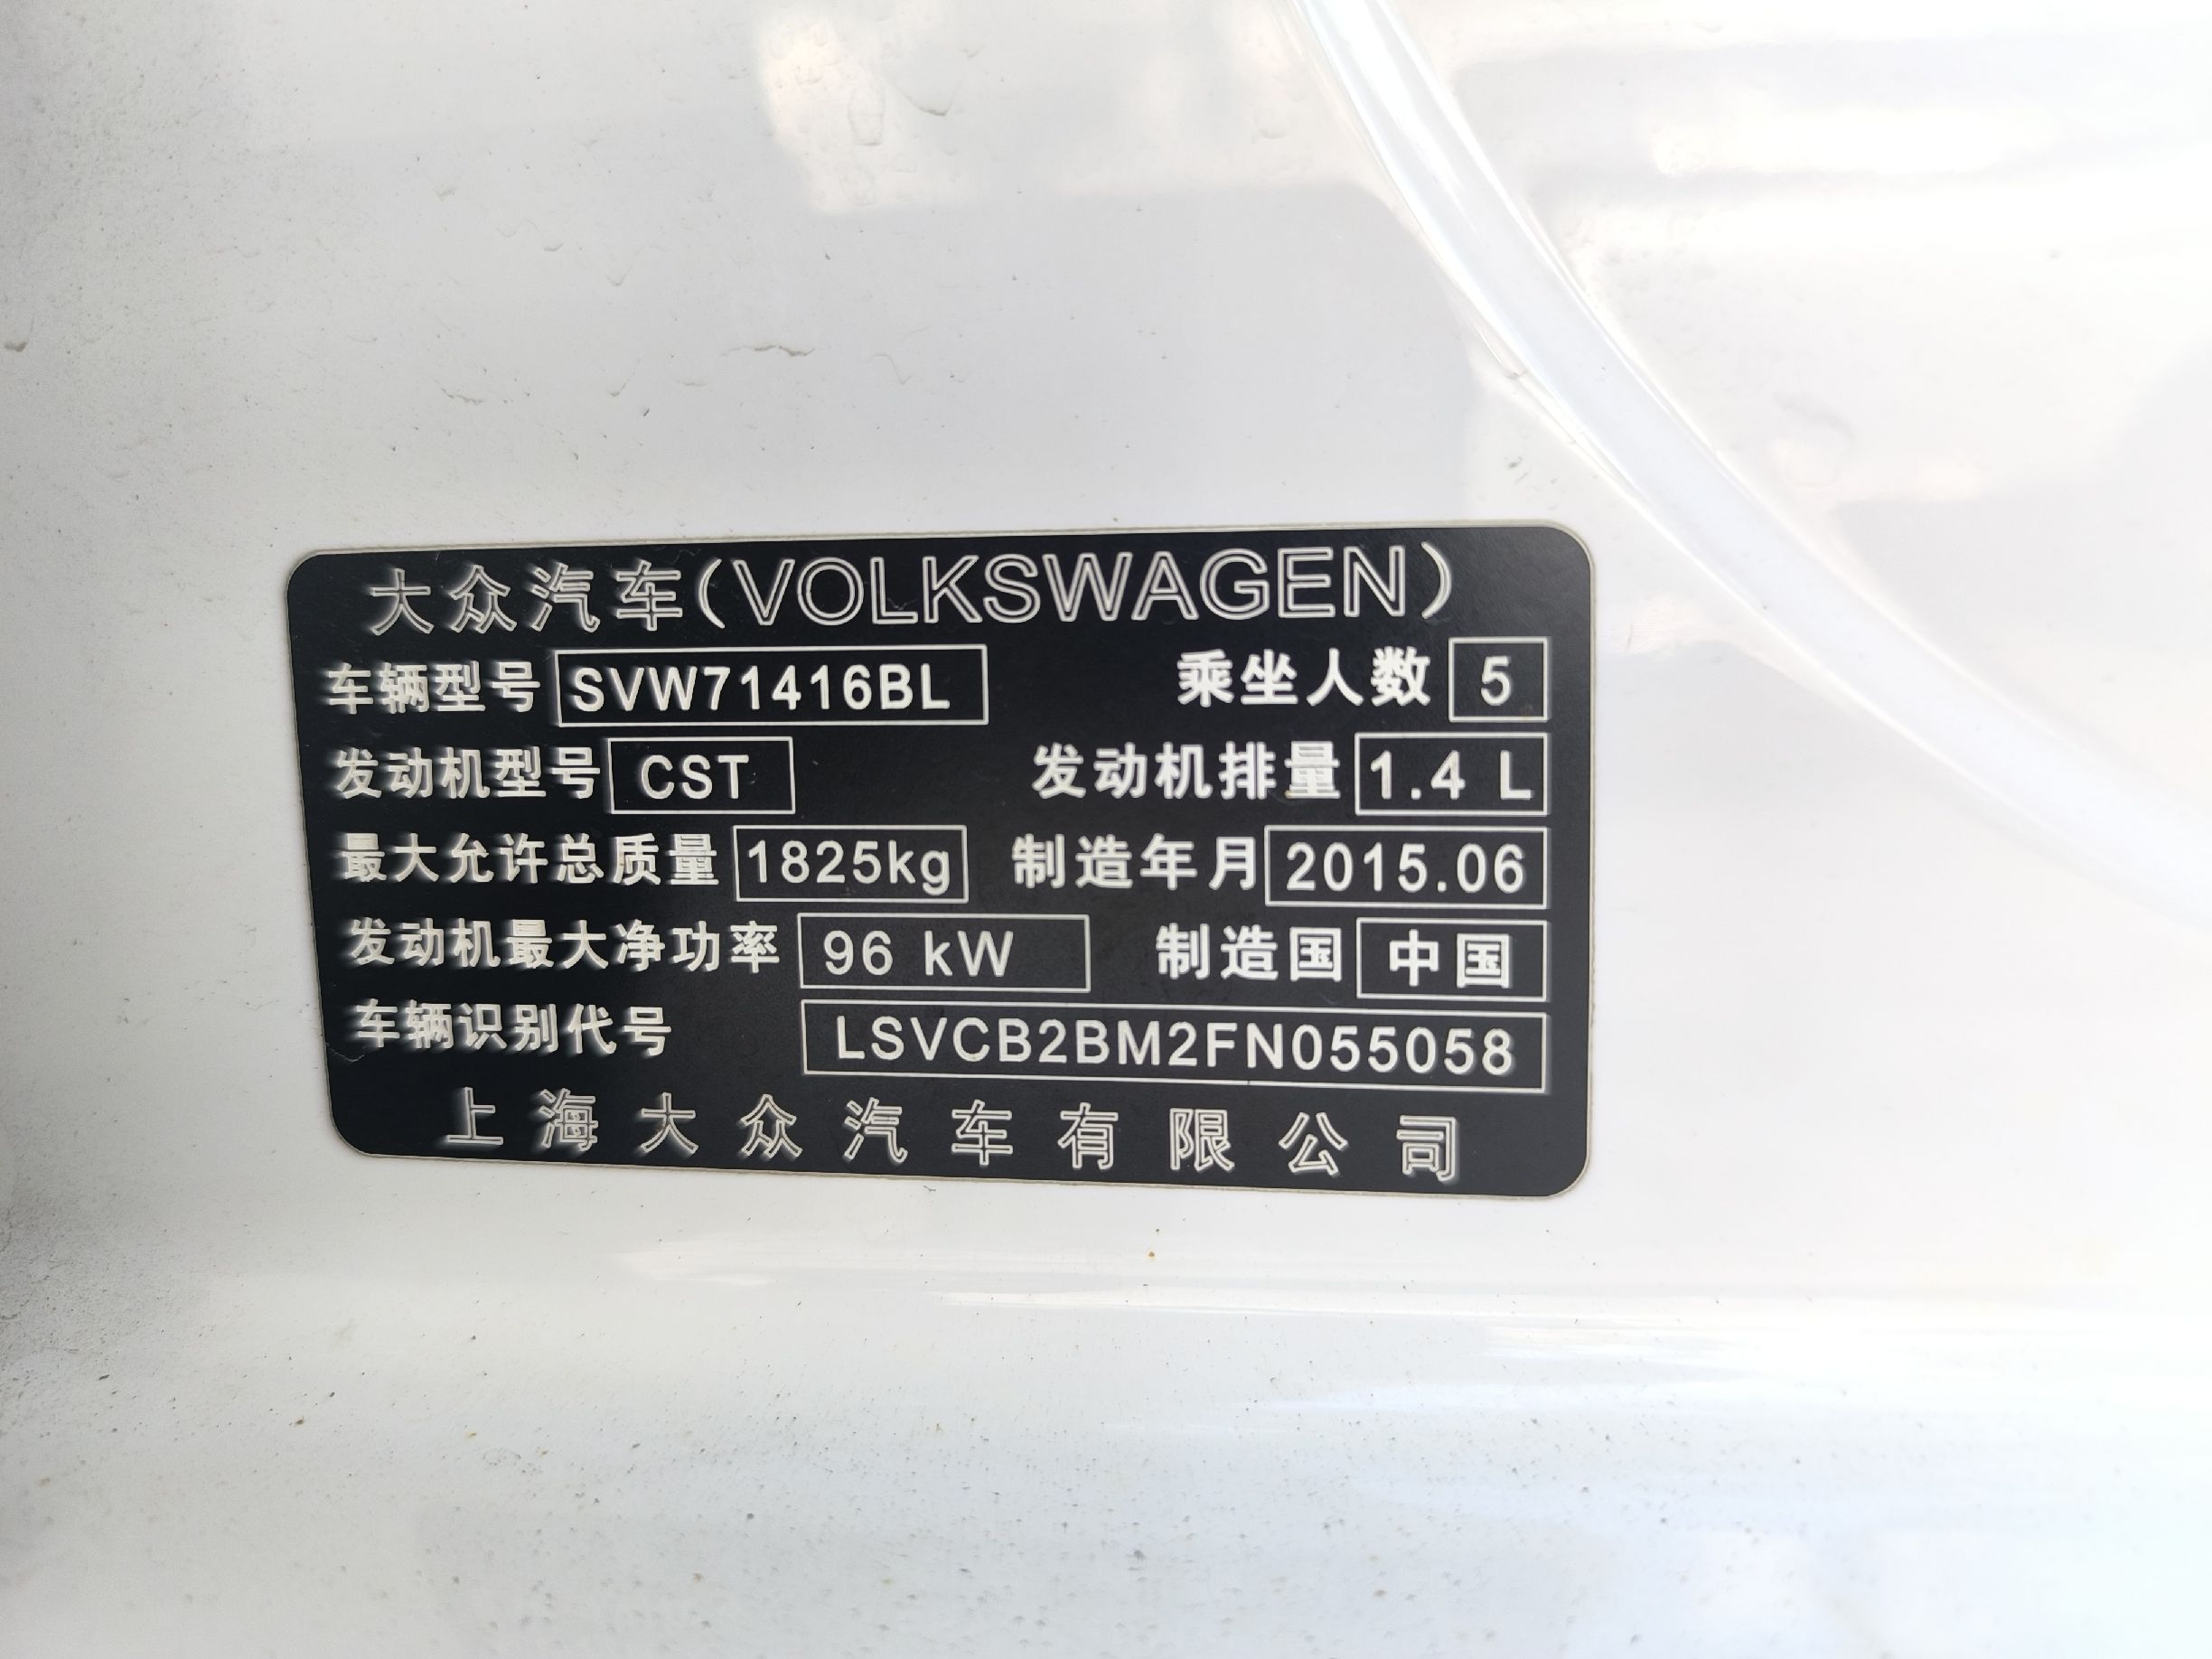 大众汽车(VOLKSWAGEN)
车辆型号 SVW71416BL 乘坐人数 5
发动机型号 CST 发动机排量 1.4 L
最大允许总质量 1825kg 制造年月 2015.06
发动机最大净功率 96 kW 制造国 中国
车辆识别代号 LSVCB2BM2FN055058
上海大众汽车有限公司